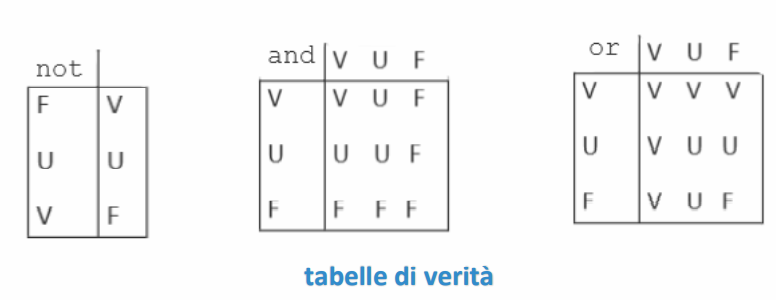 not
F V
U U
V F
and V U F
V V U F
U U U F
F F F F
or V U F
V V V V
U V U U
F V U F
tabelle di verità